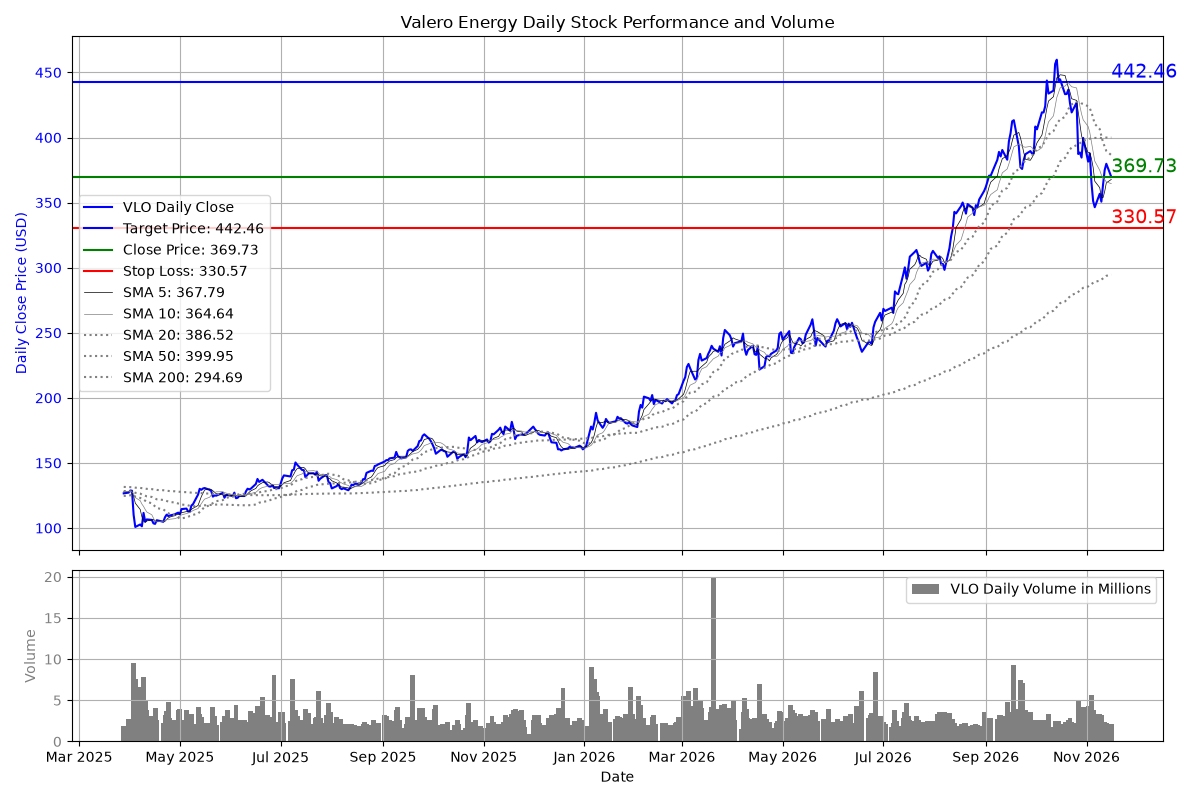 Valero Energy Daily Stock Performance and Volume
Daily Close Price (USD)
450
400
350
300
250
200
150
100
442.46
369.73
330.57
VLO Daily Close
Target Price: 442.46
Close Price: 369.73
Stop Loss: 330.57
SMA 5: 367.79
SMA 10: 364.64
SMA 20: 386.52
SMA 50: 399.95
SMA 200: 294.69
Volume
20
15
10
5
0
VLO Daily Volume in Millions
Mar 2025 May 2025 Jul 2025 Sep 2025 Nov 2025 Jan 2026 Mar 2026 May 2026 Jul 2026 Sep 2026 Nov 2026
Date